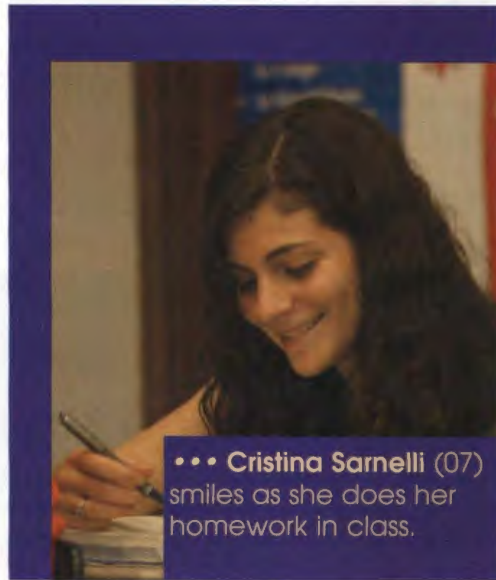 ••• Cristina Sarnelli (07)
smiles as she does her
homework in class.